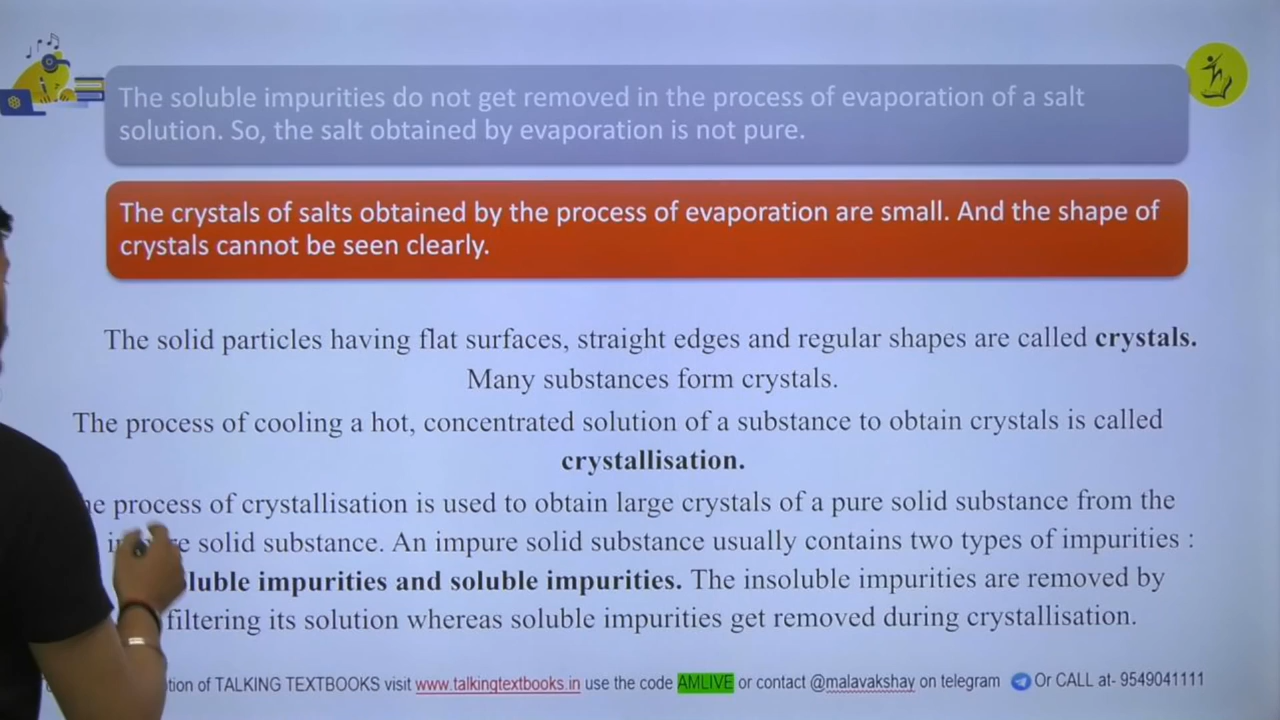 The soluble impurities do not get removed in the process of evaporation of a salt
solution. So, the salt obtained by evaporation is not pure.
The crystals of salts obtained by the process of evaporation are small. And the shape of
crystals cannot be seen clearly.
The solid particles having flat surfaces, straight edges and regular shapes are called crystals.
Many substances form crystals.
The process of cooling a hot, concentrated solution of a substance to obtain crystals is called
crystallisation.
process of crystallisation is used to obtain large crystals of a pure solid substance from the
solid substance. An impure solid substance usually contains two types of impurities :
impurities and soluble impurities. The insoluble impurities are removed by
filtering its solution whereas soluble impurities get removed during crystallisation.
of TALKING TEXTBOOKS visit www.talkingtextbooks.in use the code AMLIVE or contact @malavakshay on telegram Or CALL at- 9549041111